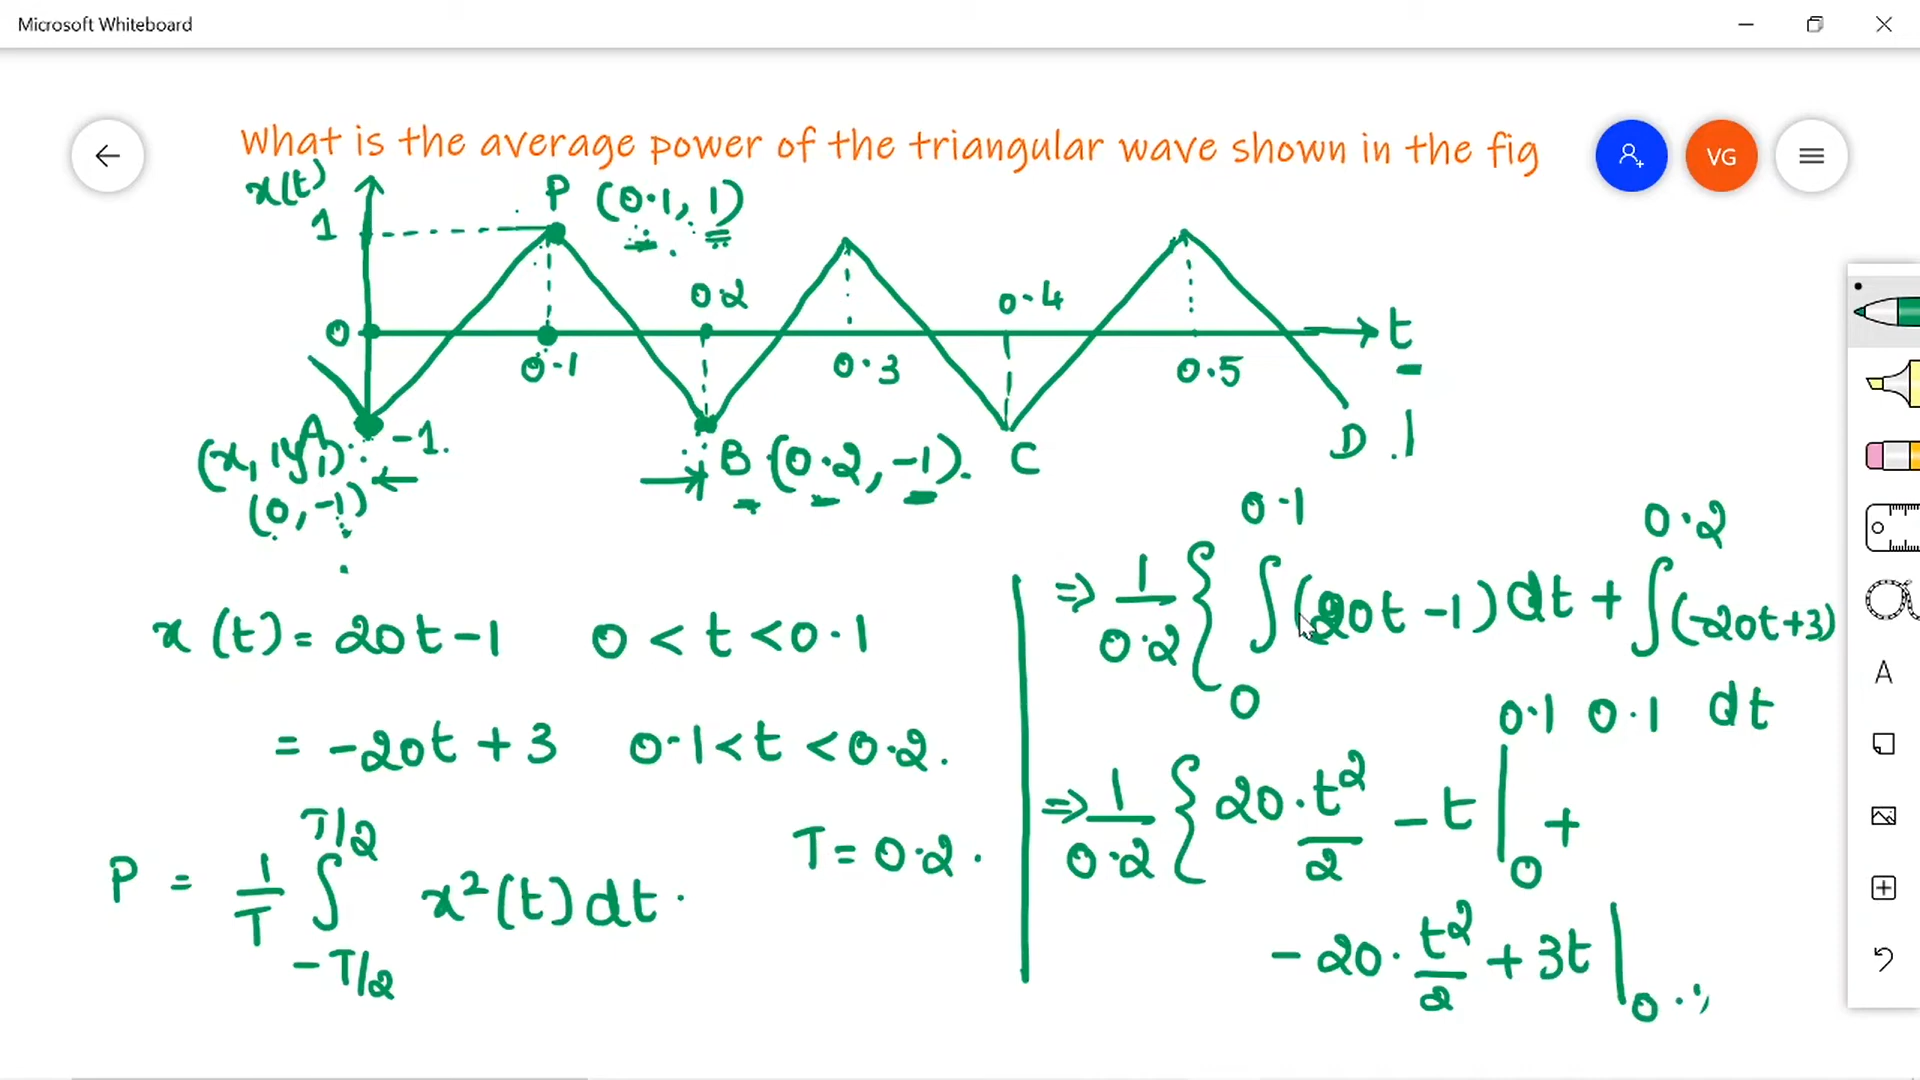 Microsoft Whiteboard
What is the average power of the triangular wave shown in the fig
VG
x(t)
P (0.1, 1)
1
0.2
0.4
0
t
0.1
0.3
0.5
A
-1
B (0.2, -1).
C
D
(0, -1)
x(t) = 20t - 1 0 < t < 0.1
= -20t + 3 0.1 < t < 0.2.
T = 0.2.
P = 1/T ∫_{-T/2}^{T/2} x²(t) dt.
⇒ 1/0.2 { ∫_0^{0.1} (20t - 1) dt + ∫_{0.1}^{0.2} (-20t + 3) dt
⇒ 1/0.2 { 20 · t²/2 - t |_0^{0.1} +
- 20 · t²/2 + 3t |
A